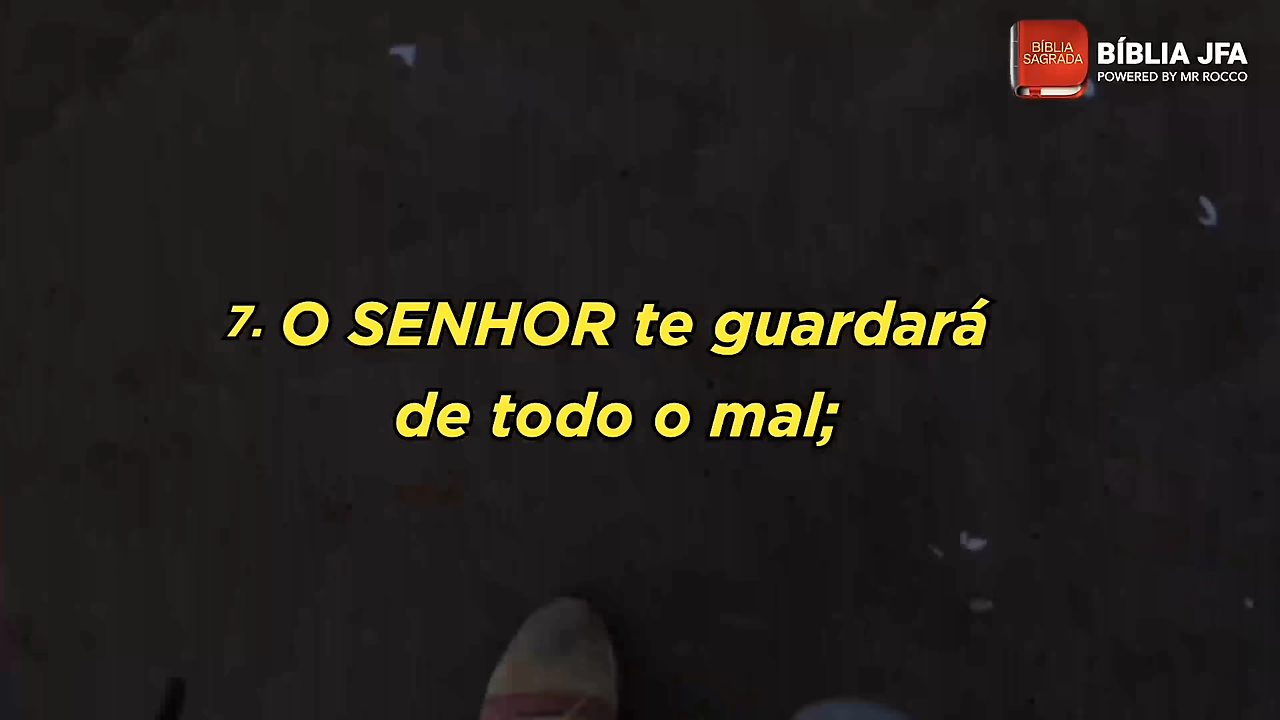 BÍBLIA
SAGRADA
BÍBLIA JFA
POWERED BY MR ROCCO
7. O SENHOR te guardará
de todo o mal;